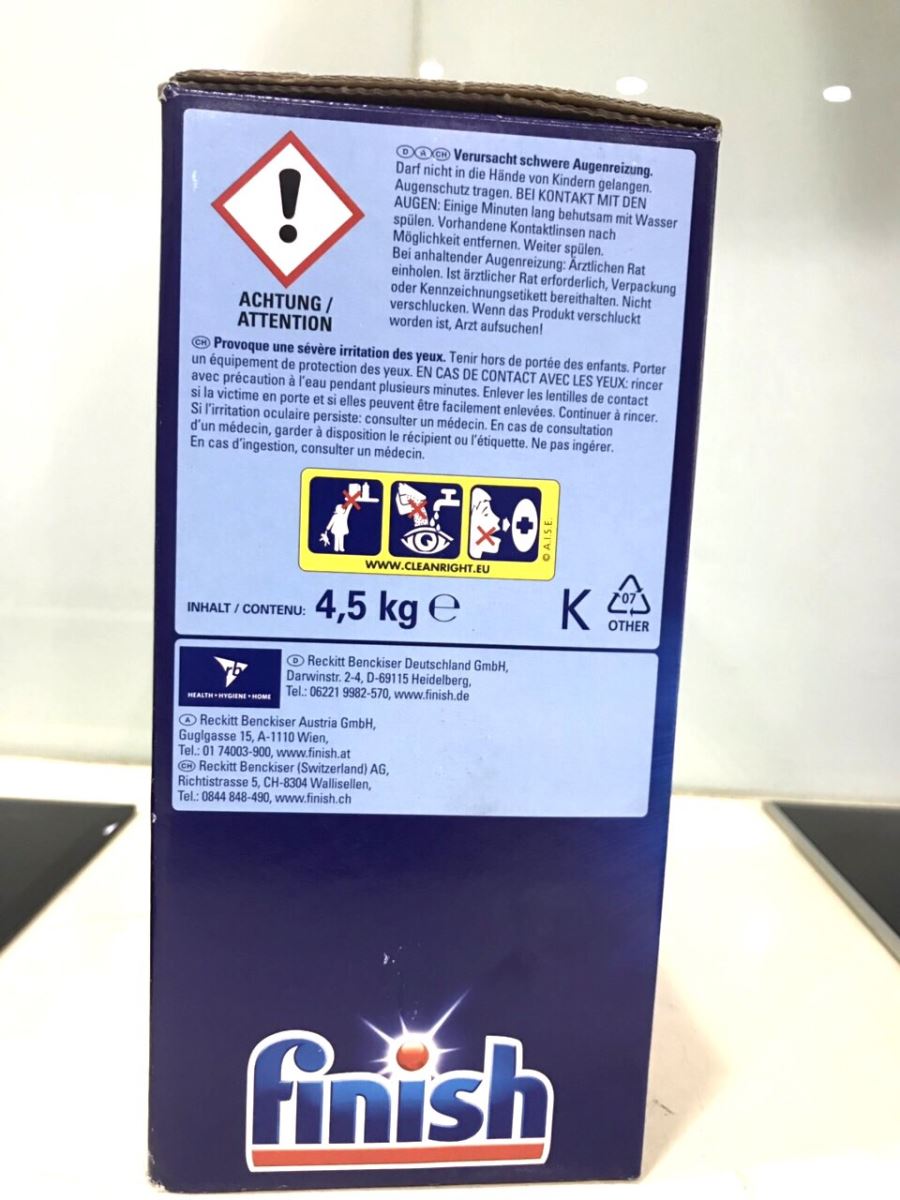 ! 
ACHTUNG /
ATTENTION
D A CH Verursacht schwere Augenreizung.
Darf nicht in die Hände von Kindern gelangen.
Augenschutz tragen. BEI KONTAKT MIT DEN
AUGEN: Einige Minuten lang behutsam mit Wasser
spülen. Vorhandene Kontaktlinsen nach
Möglichkeit entfernen. Weiter spülen.
Bei anhaltender Augenreizung: Ärztlichen Rat
einholen. Ist ärztlicher Rat erforderlich, Verpackung
oder Kennzeichnungsetikett bereithalten. Nicht
verschlucken. Wenn das Produkt verschluckt
worden ist, Arzt aufsuchen!
CH Provoque une sévère irritation des yeux. Tenir hors de portée des enfants. Porter
un équipement de protection des yeux. EN CAS DE CONTACT AVEC LES YEUX: rincer
avec précaution à l'eau pendant plusieurs minutes. Enlever les lentilles de contact
si la victime en porte et si elles peuvent être facilement enlevées. Continuer à rincer.
Si l'irritation oculaire persiste: consulter un médecin. En cas de consultation
d'un médecin, garder à disposition le récipient ou l'étiquette. Ne pas ingérer.
En cas d'ingestion, consulter un médecin.
© A.I.S.E.
WWW.CLEANRIGHT.EU
INHALT / CONTENU: 4,5 kg ℮
K
07
OTHER
rb
HEALTH • HYGIENE • HOME
D Reckitt Benckiser Deutschland GmbH,
Darwinstr. 2-4, D-69115 Heidelberg,
Tel.: 06221 9982-570, www.finish.de
A Reckitt Benckiser Austria GmbH,
Guglgasse 15, A-1110 Wien,
Tel.: 01 74003-900, www.finish.at
CH Reckitt Benckiser (Switzerland) AG,
Richtistrasse 5, CH-8304 Wallisellen,
Tel.: 0844 848-490, www.finish.ch
finish